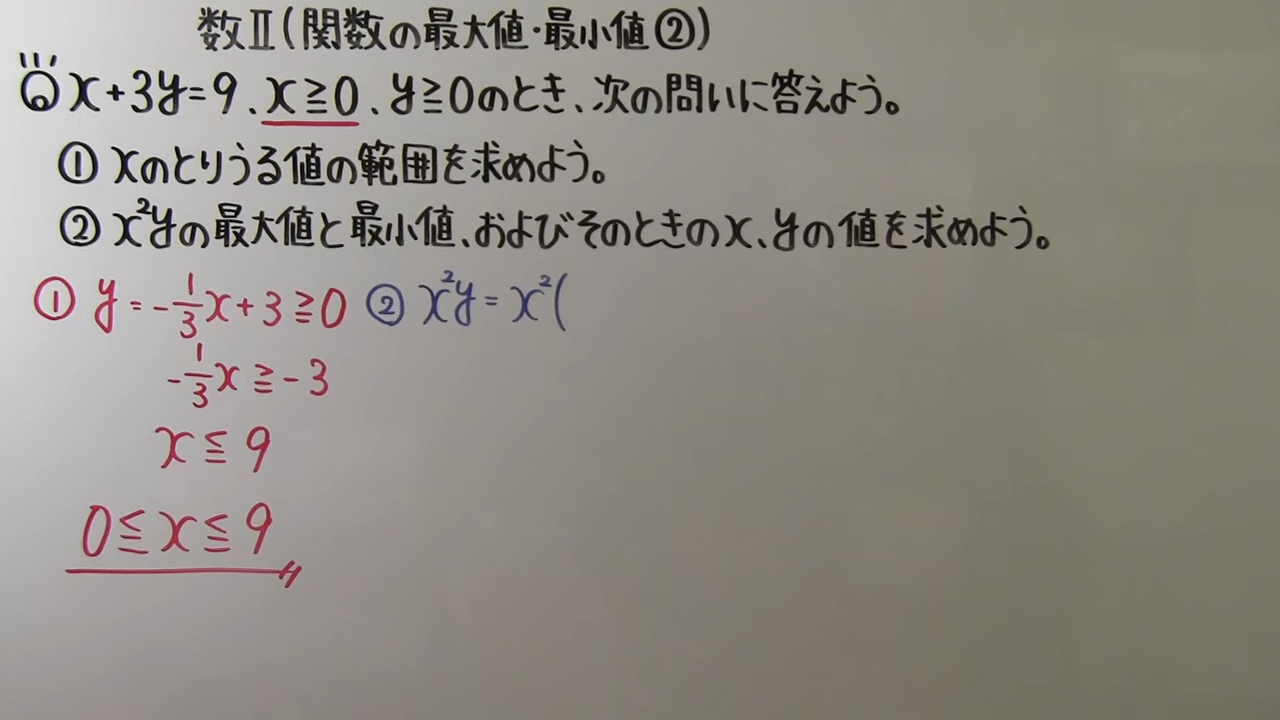 数Ⅱ(関数の最大値・最小値②)
x+3y=9、x≧0、y≧0のとき、次の問いに答えよう。
① xのとりうる値の範囲を求めよう。
② x²yの最大値と最小値、およびそのときのx、yの値を求めよう。
① y=-1/3x+3≧0
-1/3x≧-3
x≦9
0≦x≦9
② x²y=x²(